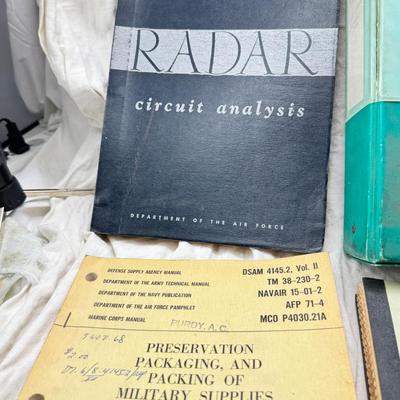 RADAR
circuit analysis
DEPARTMENT OF THE AIR FORCE
DEFENSE SUPPLY AGENCY MANUAL
DSAM 4145.2, Vol. II
DEPARTMENT OF THE ARMY TECHNICAL MANUAL
TM 38-230-2
DEPARTMENT OF THE NAVY PUBLICATION
NAVAIR 15-01-2
DEPARTMENT OF THE AIR FORCE PAMPHLET
AFP 71-4
MARINE CORPS MANUAL
MCO P4030.21A
PURDY, A.C.
$2.00
PRESERVATION
PACKAGING, AND
PACKING OF
MILITARY SUPPLIES